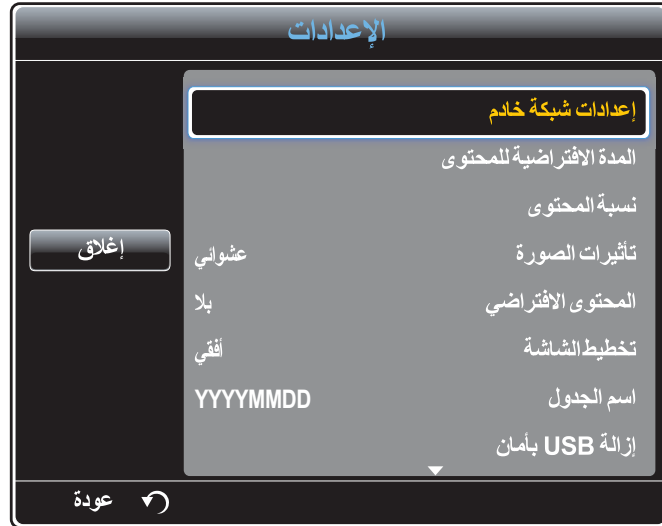 الإعدادات
إعدادات شبكة خادم
المدة الافتراضية للمحتوى
نسبة المحتوى
تأثيرات الصورة عشوائي
المحتوى الافتراضي بلا
تخطيط الشاشة أفقي
اسم الجدول YYYYMMDD
إزالة USB بأمان
إغلاق
عودة